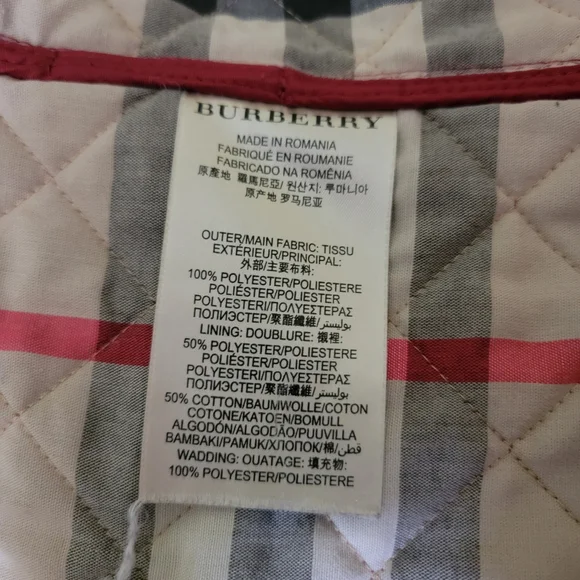 BURBERRY
MADE IN ROMANIA
FABRIQUÉ EN ROUMANIE
FABRICADO NA ROMÉNIA
原產地 羅馬尼亞/ 원산지: 루마니아
原产地 罗马尼亚
OUTER/MAIN FABRIC: TISSU
EXTÉRIEUR/PRINCIPAL:
外部/主要布料:
100% POLYESTER/POLIESTERE
POLIÉSTER/POLIESTER
POLYESTERI/ΠΟΛΥΕΣΤΕΡΑΣ
ПОЛИЭСТЕР/聚酯纖維/بوليستر
LINING: DOUBLURE: 襯裡:
50% POLYESTER/POLIESTERE
POLIÉSTER/POLIESTER
POLYESTERI/ΠΟΛΥΕΣΤΕΡΑΣ
ПОЛИЭСТЕР/聚酯纖維/بوليستر
50% COTTON/BAUMWOLLE/COTON
COTONE/KATOEN/BOMULL
ALGODÓN/ALGODÃO/PUUVILLA
BAMBAKI/PAMUK/ХЛОПОК/棉/قطن
WADDING: OUATAGE: 填充物:
100% POLYESTER/POLIESTERE